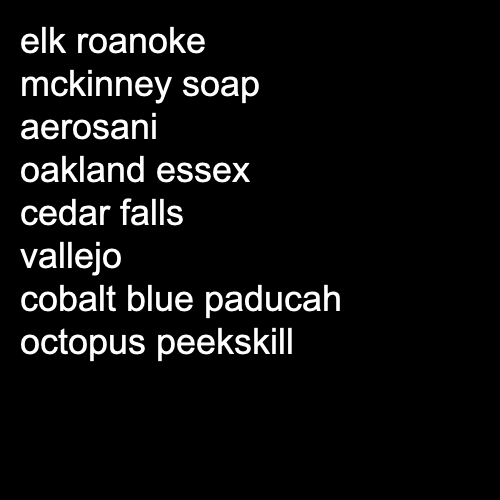 elk roanoke
mckinney soap
aerosani
oakland essex
cedar falls
vallejo
cobalt blue paducah
octopus peekskill